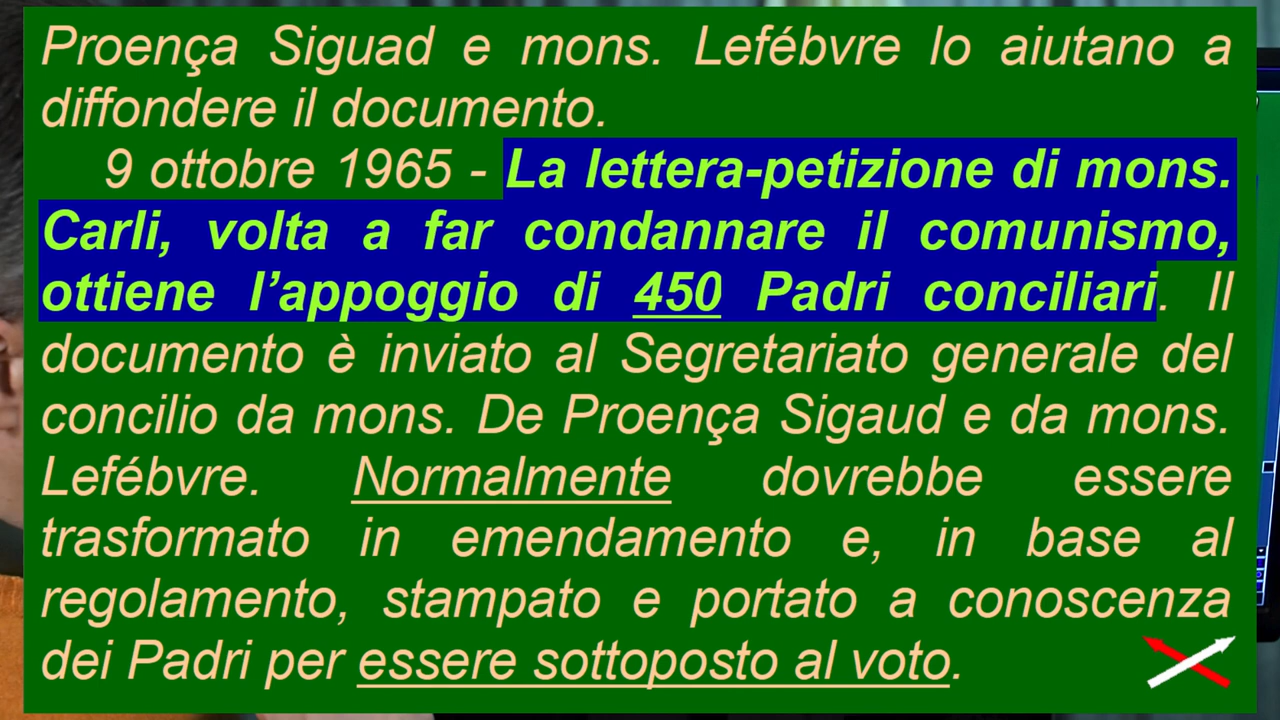 Proença Siguad e mons. Lefébvre lo aiutano a
diffondere il documento.
9 ottobre 1965 - La lettera-petizione di mons.
Carli, volta a far condannare il comunismo,
ottiene l’appoggio di 450 Padri conciliari. Il
documento è inviato al Segretariato generale del
concilio da mons. De Proença Sigaud e da mons.
Lefébvre. Normalmente dovrebbe essere
trasformato in emendamento e, in base al
regolamento, stampato e portato a conoscenza
dei Padri per essere sottoposto al voto.